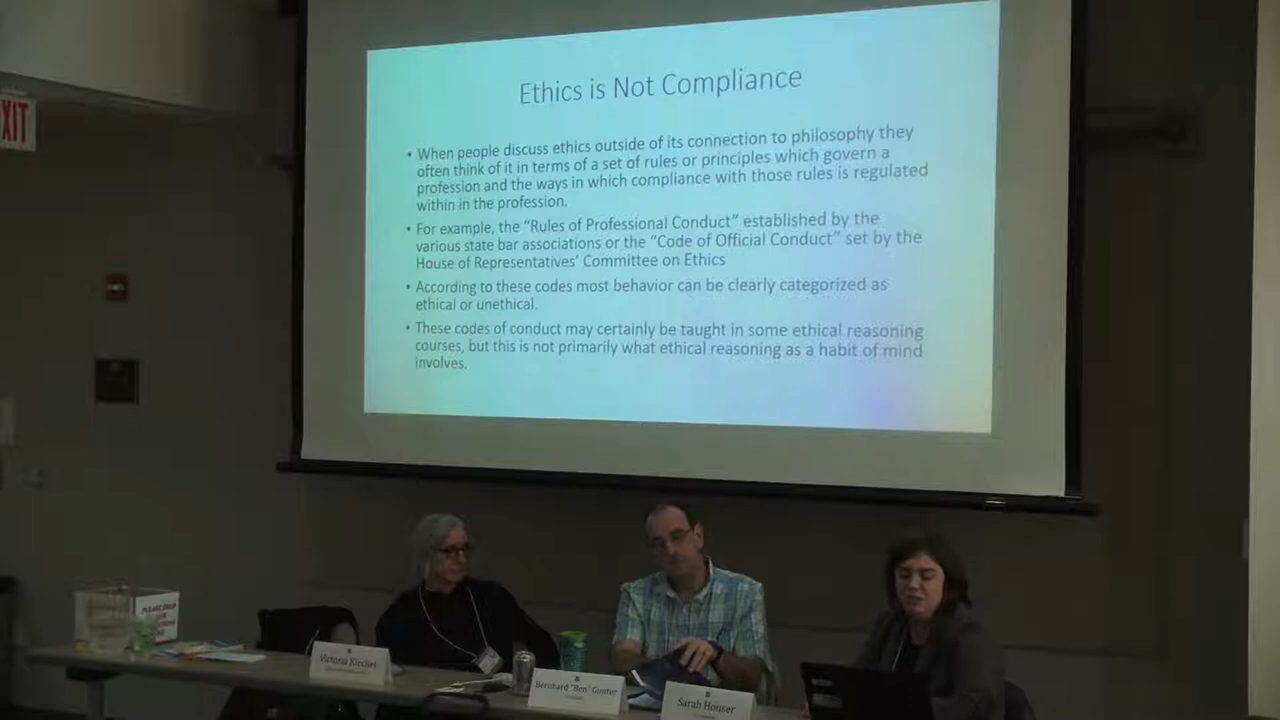 EXIT
Ethics is Not Compliance
• When people discuss ethics outside of its connection to philosophy they
often think of it in terms of a set of rules or principles which govern a
profession and the ways in which compliance with those rules is regulated
within in the profession.
• For example, the “Rules of Professional Conduct” established by the
various state bar associations or the “Code of Official Conduct” set by the
House of Representatives’ Committee on Ethics
• According to these codes most behavior can be clearly categorized as
ethical or unethical.
• These codes of conduct may certainly be taught in some ethical reasoning
courses, but this is not primarily what ethical reasoning as a habit of mind
involves.
PLEASE DROP
Victoria Kiechel
Bernhard "Ben" Gunter
Sarah Houser